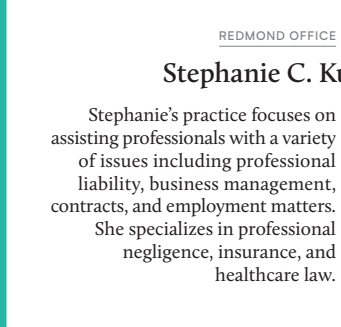 REDMOND OFFICE
Stephanie C.
Stephanie’s practice focuses on
assisting professionals with a variety
of issues including professional
liability, business management,
contracts, and employment matters.
She specializes in professional
negligence, insurance, and
healthcare law.